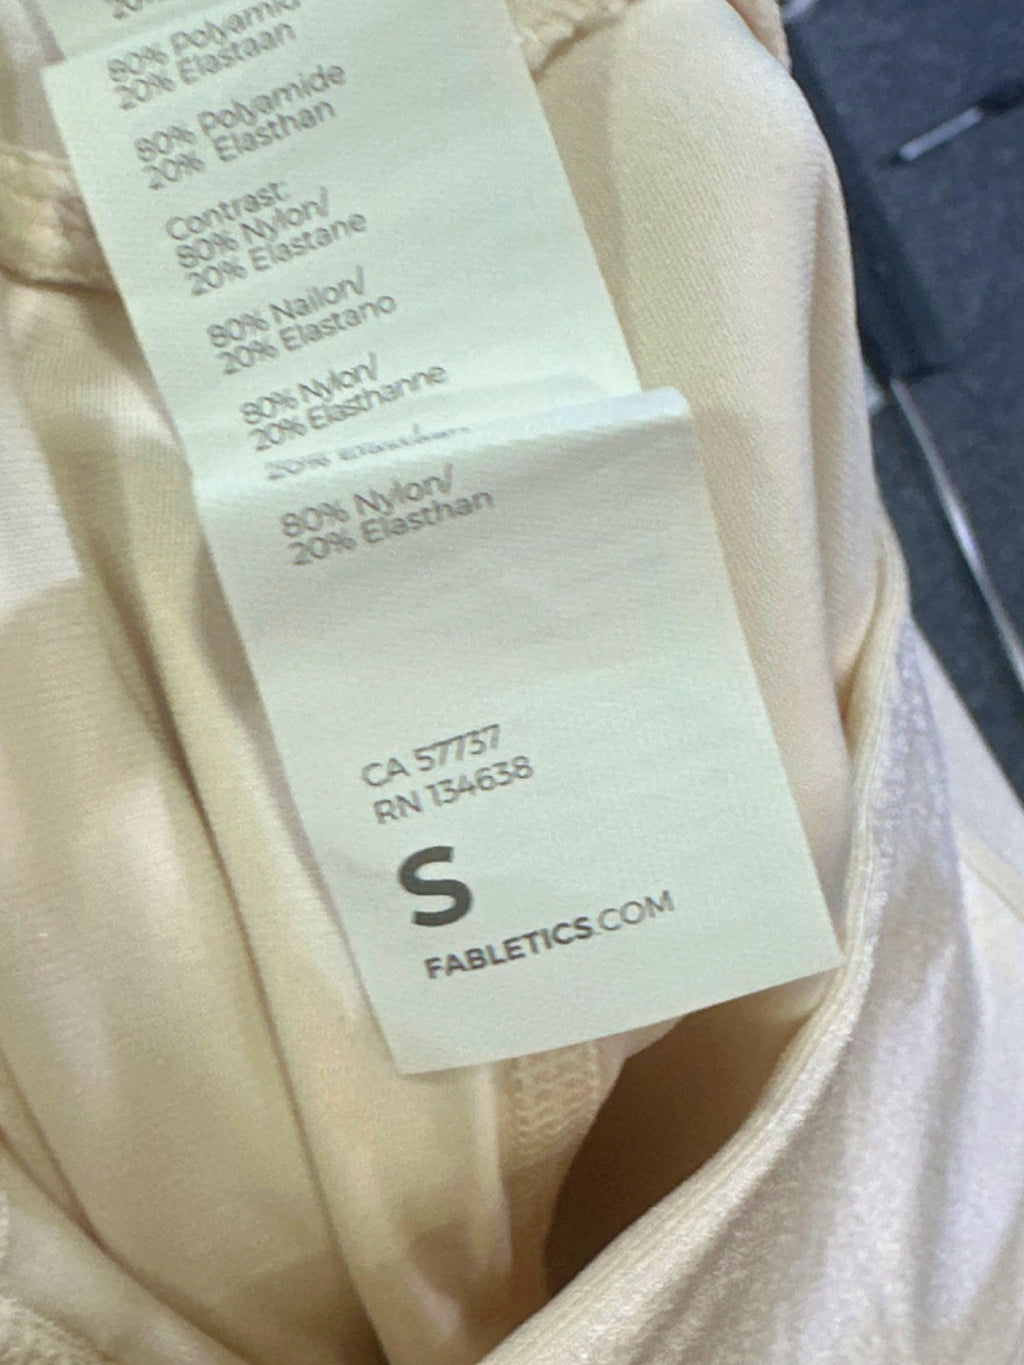 80% Polyamid
20% Elastaan
80% Polyamide
20% Elasthan
Contrast:
80% Nylon/
20% Elastane
80% Nailon/
20% Elastano
80% Nylon/
20% Elasthanne
80% Nylon/
20% Elasthan
CA 57737
RN 134638
S
FABLETICS.COM